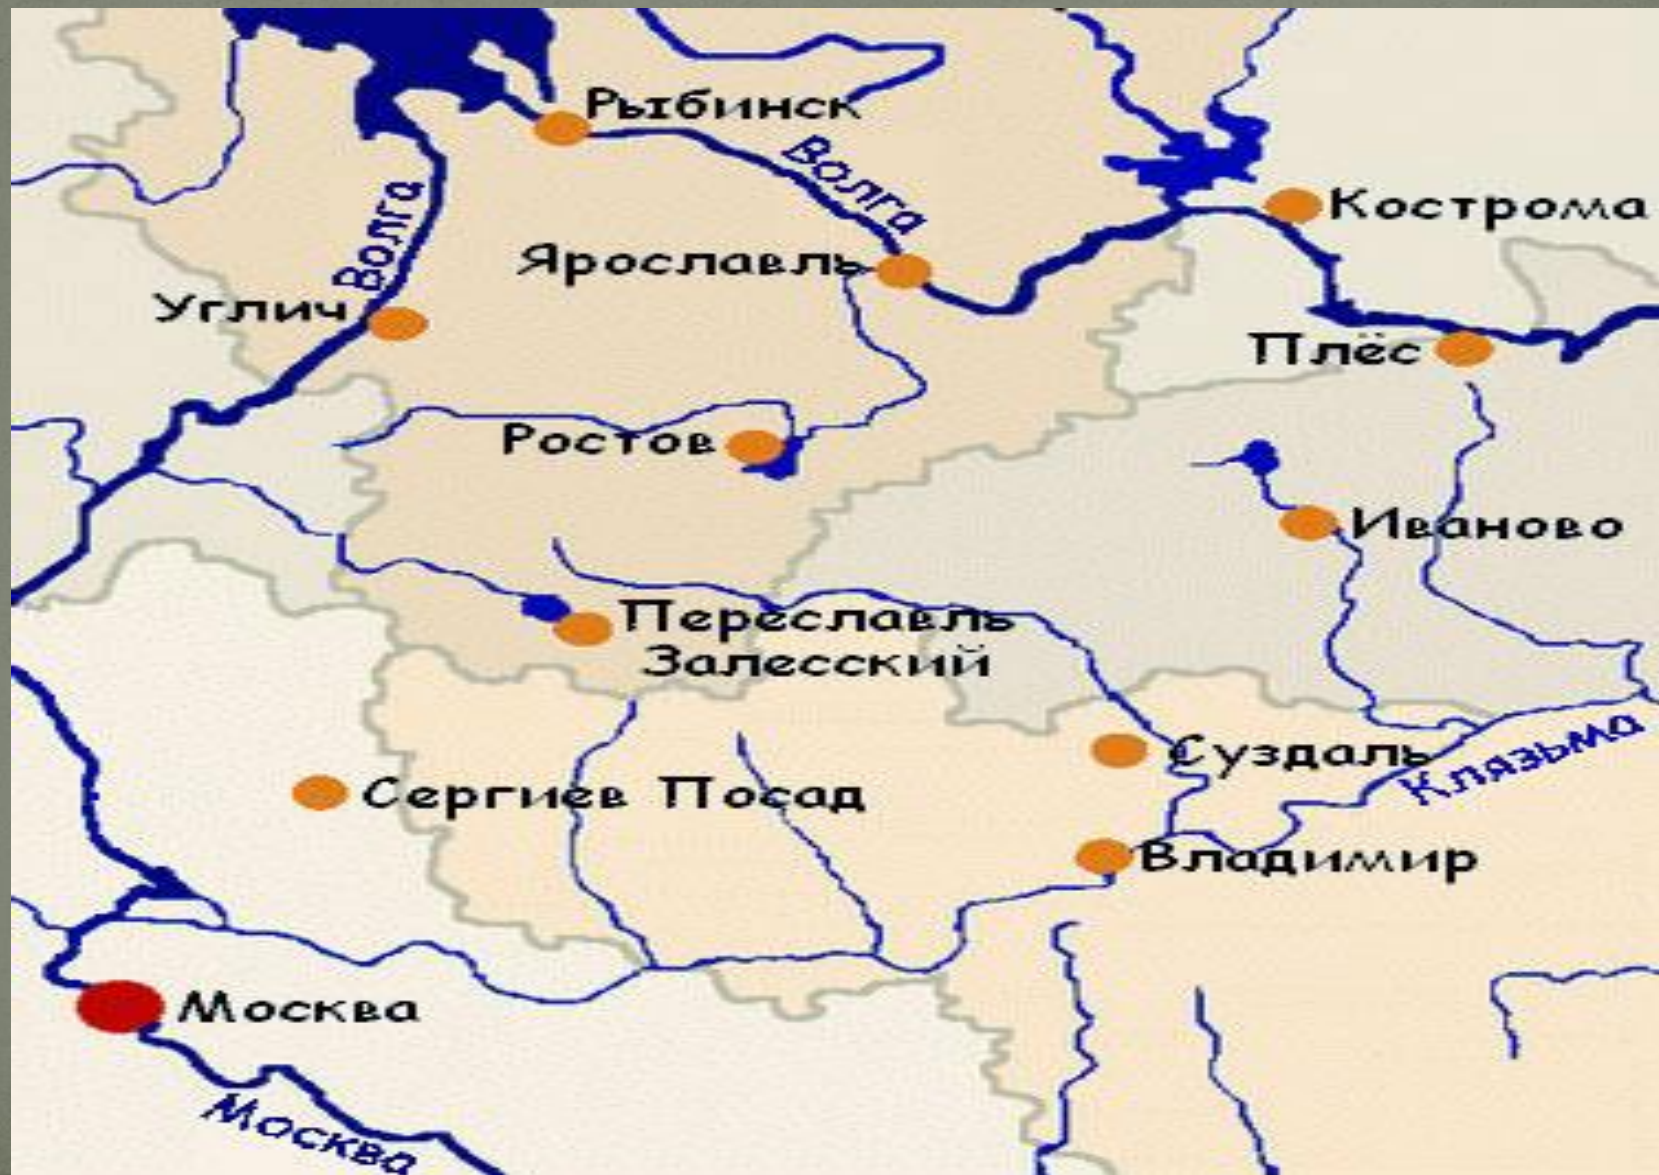 Рыбинск
Волга
Волга
Кострома
Ярославль
Углич
Плёс
Ростов
Иваново
Переславль
Залесский
Суздаль
Клязьма
Сергиев Посад
Владимир
Москва
Москва